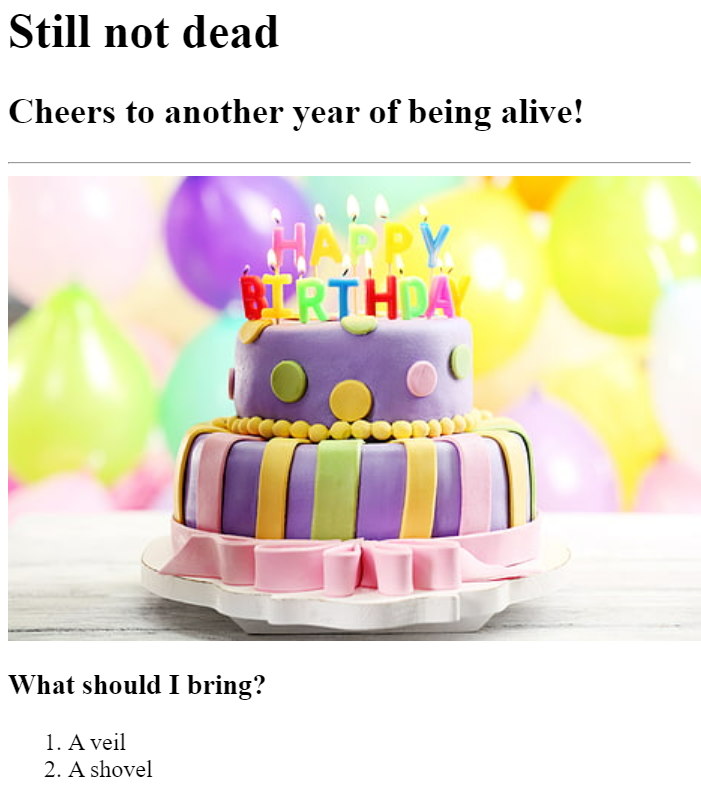 Still not dead
Cheers to another year of being alive!
HAPPY
BIRTHDAY
What should I bring?
1. A veil
2. A shovel